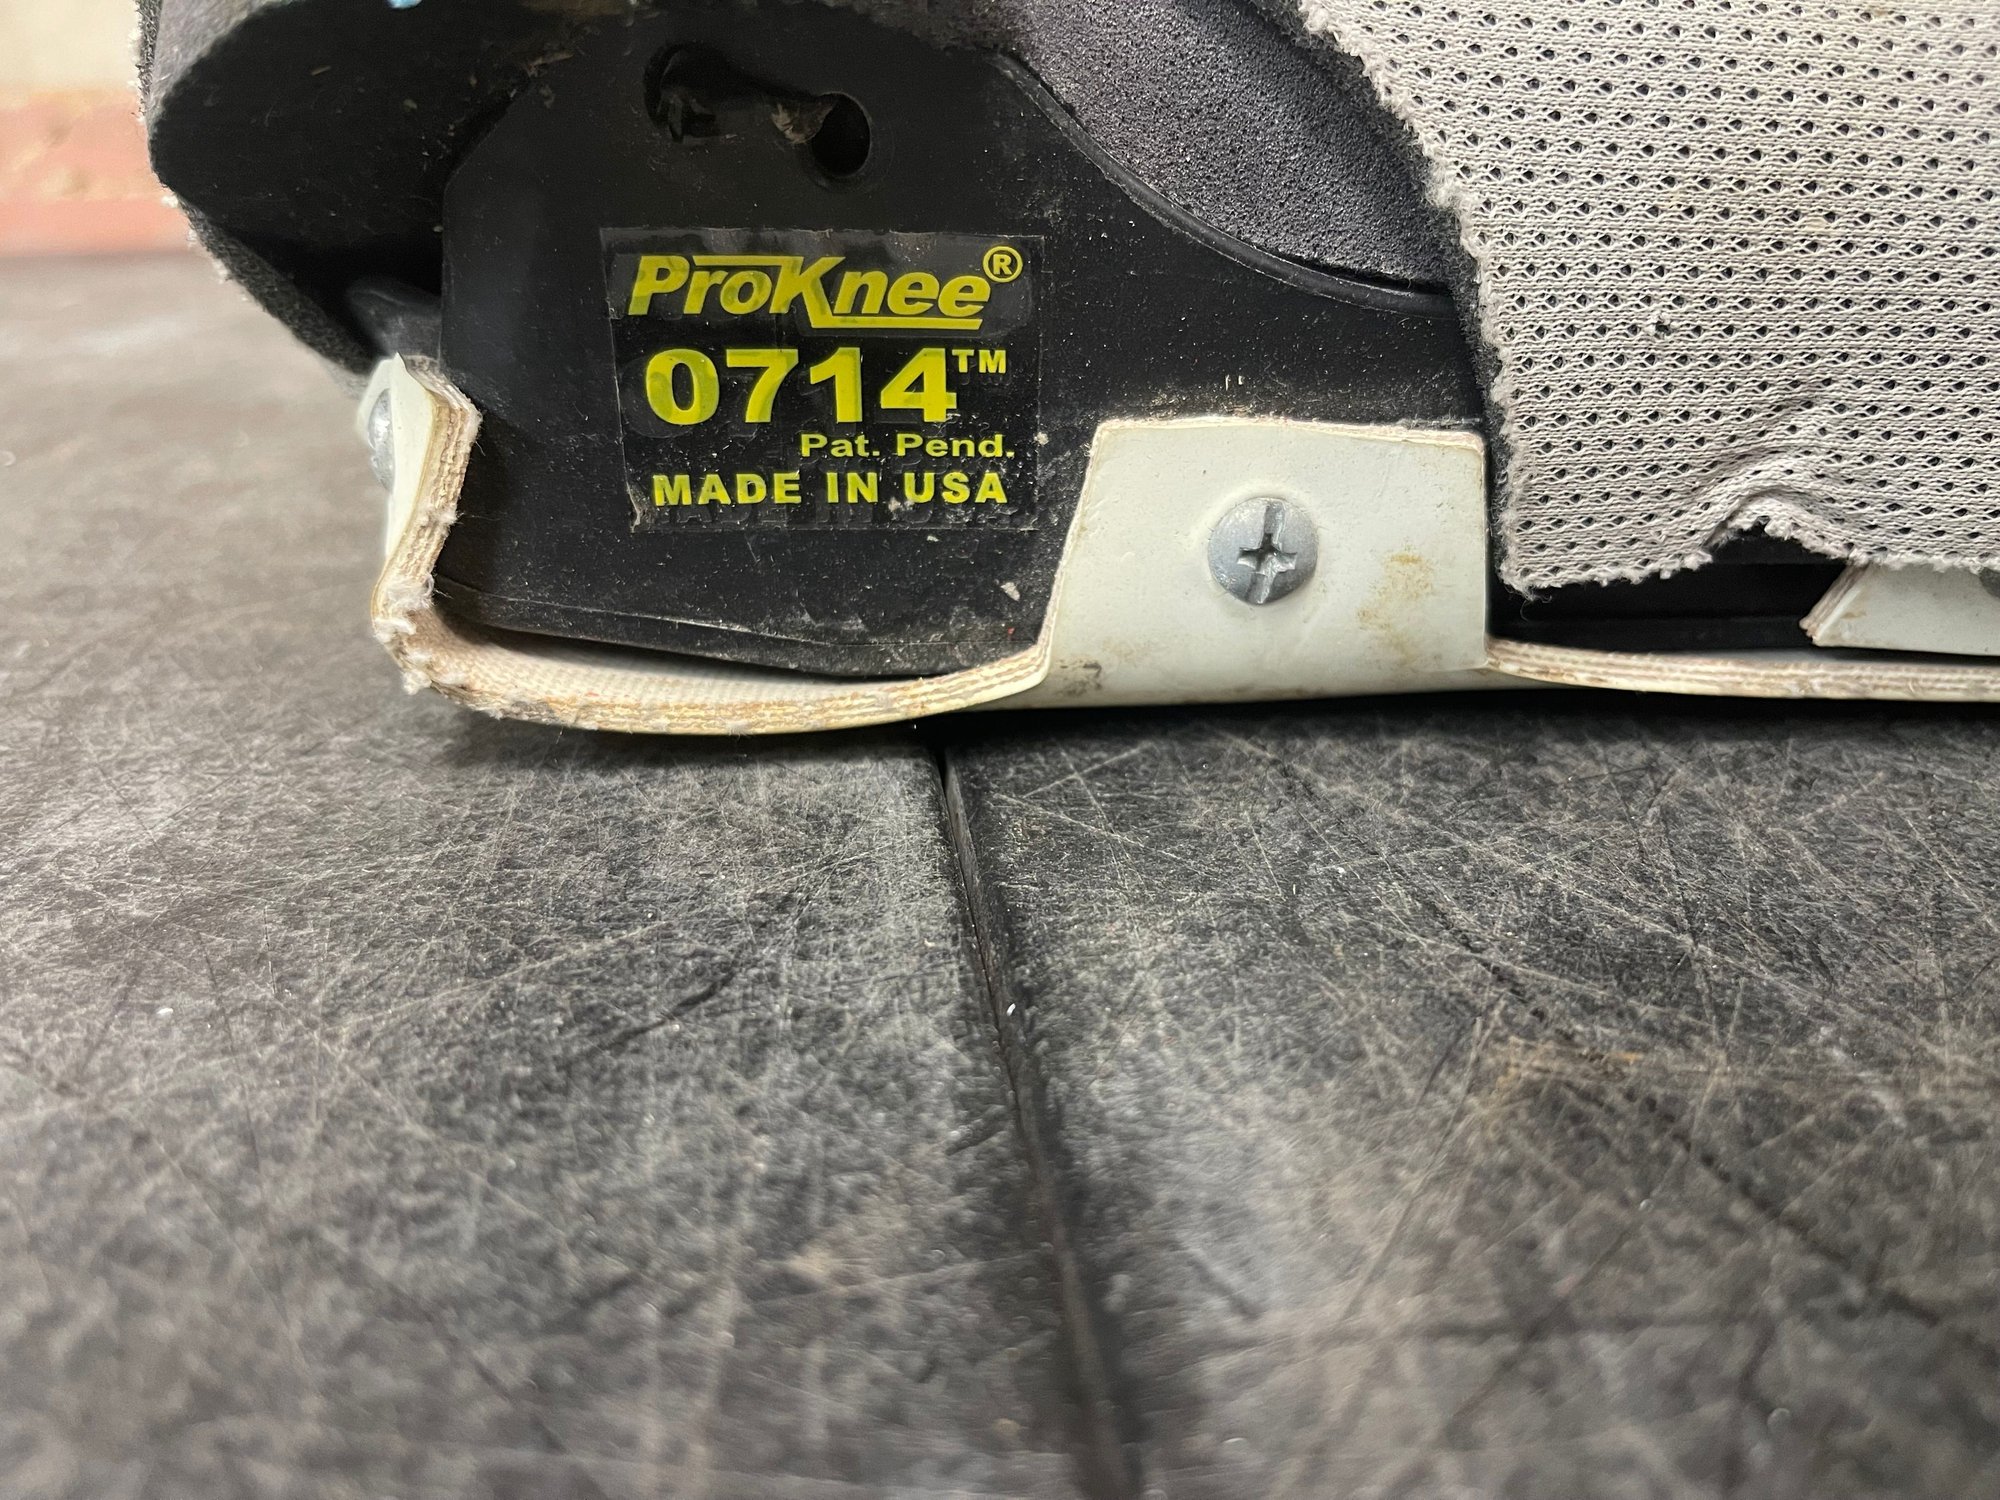 ProKnee®
0714™
Pat. Pend.
MADE IN USA